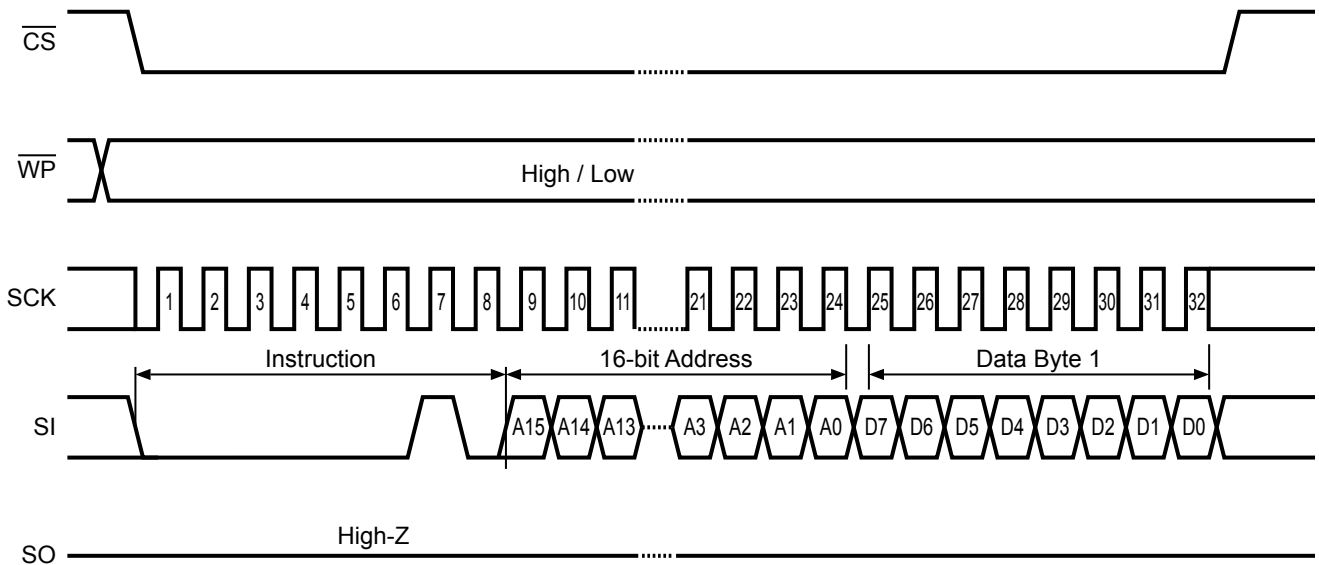 CS
WP
High / Low
SCK
1 2 3 4 5 6 7 8 9 10 11 21 22 23 24 25 26 27 28 29 30 31 32
Instruction 16-bit Address Data Byte 1
SI
A15 A14 A13 A3 A2 A1 A0 D7 D6 D5 D4 D3 D2 D1 D0
High-Z
SO